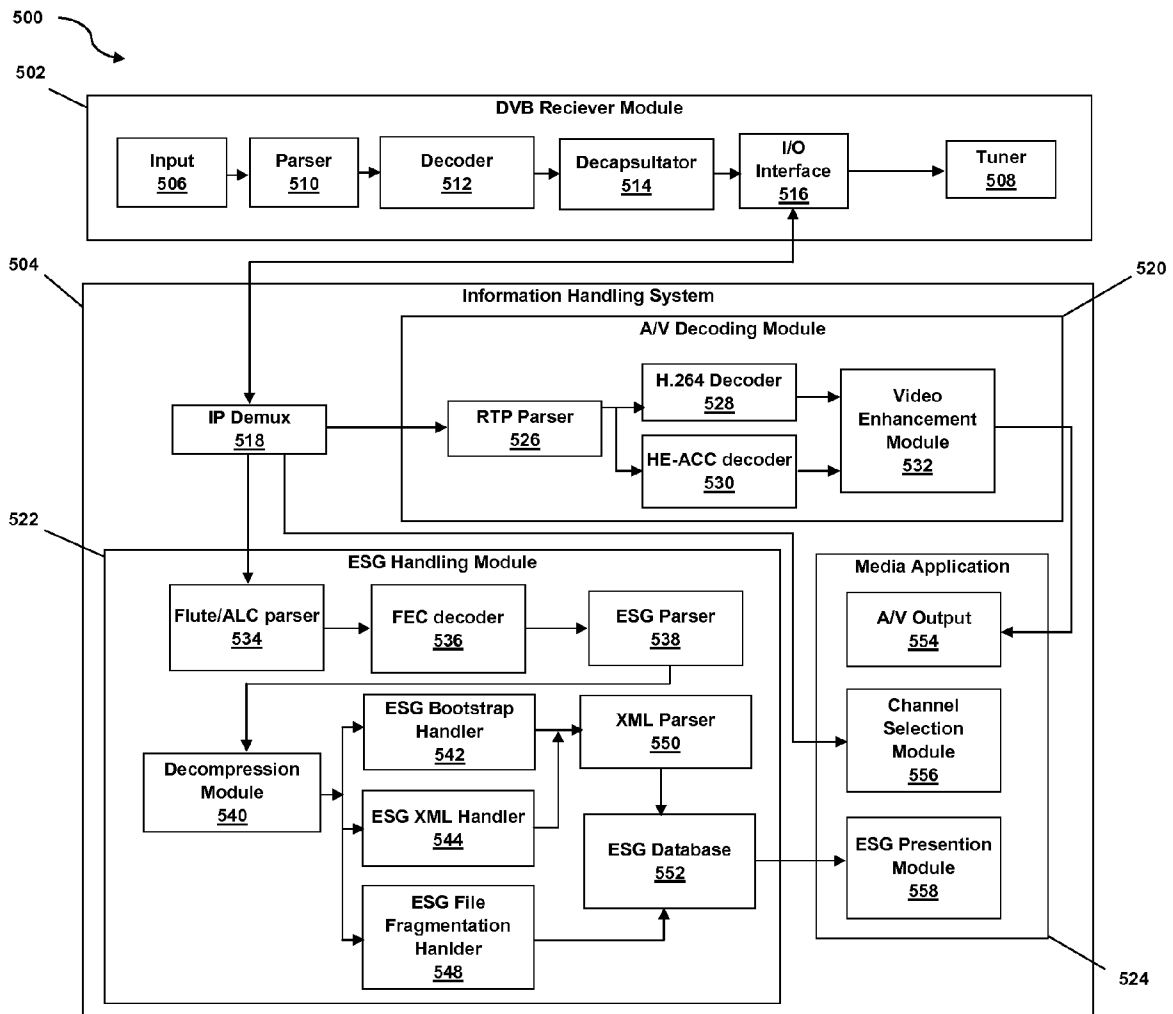 500
502
DVB Reciever Module
Input
506
Parser
510
Decoder
512
Decapsultator
514
I/O
Interface
516
Tuner
508
504
520
Information Handling System
A/V Decoding Module
IP Demux
518
RTP Parser
526
H.264 Decoder
528
HE-ACC decoder
530
Video
Enhancement
Module
532
522
ESG Handling Module
Flute/ALC parser
534
FEC decoder
536
ESG Parser
538
Decompression
Module
540
ESG Bootstrap
Handler
542
ESG XML Handler
544
ESG File
Fragmentation
Hanlder
548
XML Parser
550
ESG Database
552
Media Application
A/V Output
554
Channel
Selection
Module
556
ESG Presention
Module
558
524